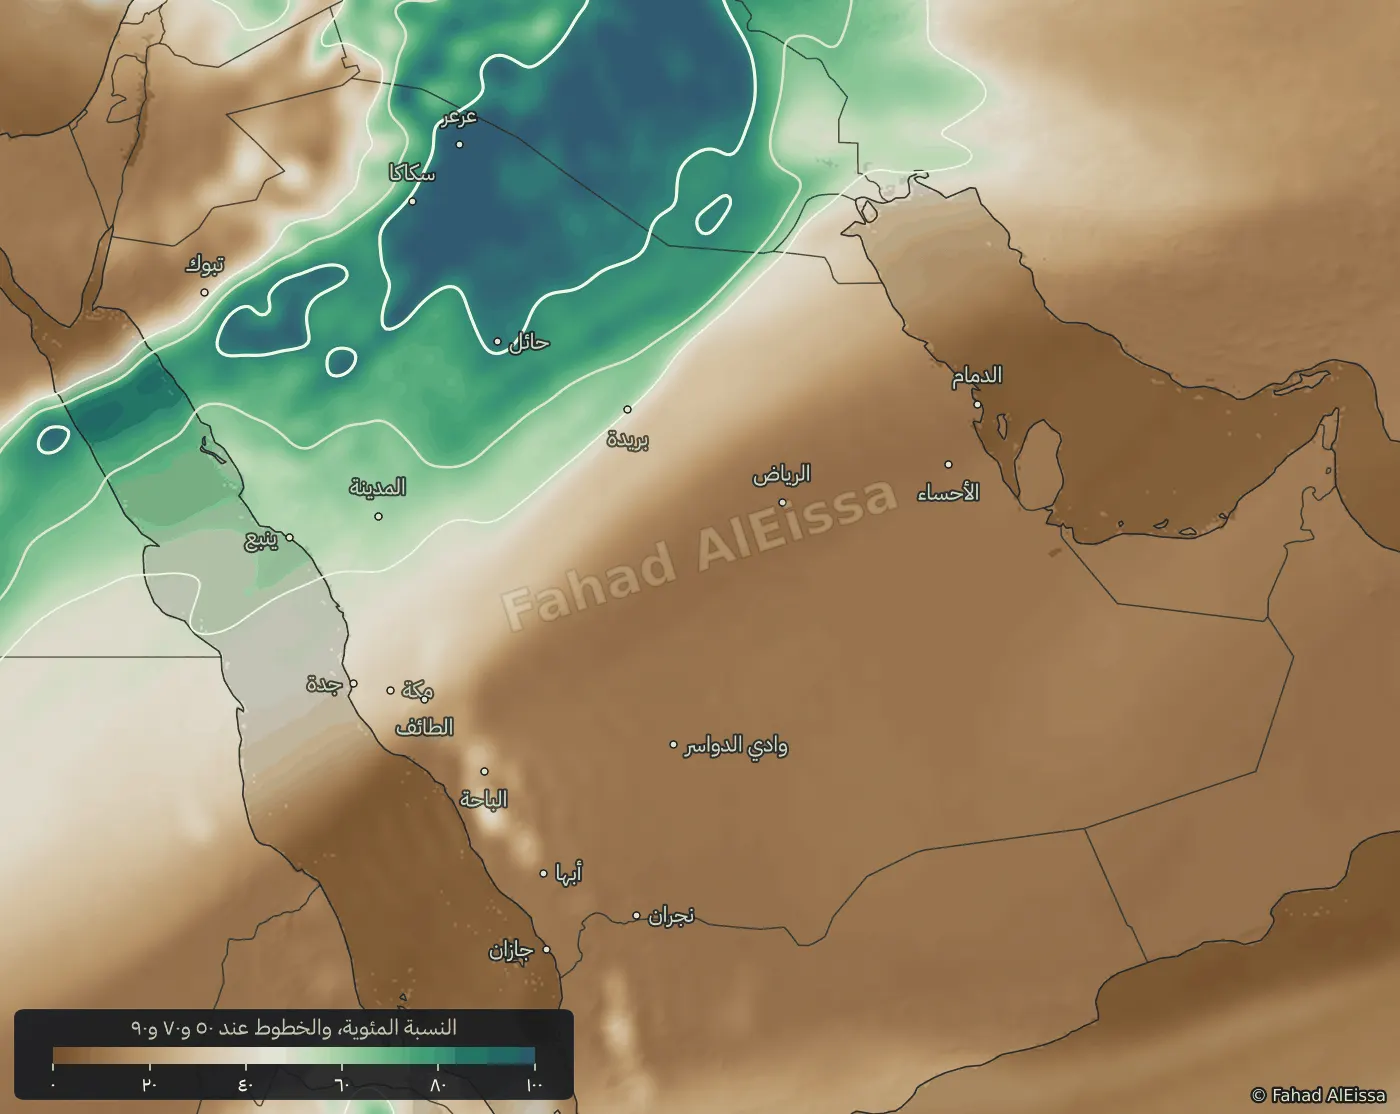 عرعر
سكاكا
تبوك
حائل
الدمام
بريدة
الرياض
المدينة
الأحساء
ينبع
Fahad AlEissa
جدة
مكة
الطائف
وادي الدواسر
الباحة
أبها
نجران
جازان
النسبة المئوية، والخطوط عند ٥٠ و٧٠ و٩٠
٠ ٢٠ ٤٠ ٦٠ ٨٠ ١٠٠
© Fahad AlEissa